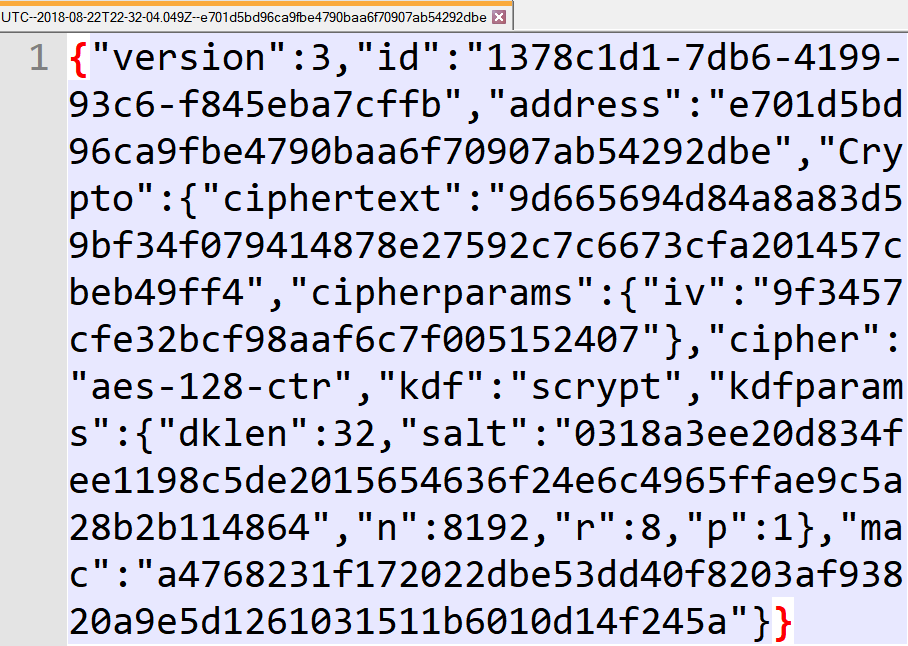 UTC--2018-08-22T22-32-04.049Z--e701d5bd96ca9fbe4790baa6f70907ab54292dbe
1 {"version":3,"id":"1378c1d1-7db6-4199-
93c6-f845eba7cffb","address":"e701d5bd
96ca9fbe4790baa6f70907ab54292dbe","Cry
pto":{"ciphertext":"9d665694d84a8a83d5
9bf34f079414878e27592c7c6673cfa201457c
beb49ff4","cipherparams":{"iv":"9f3457
cfe32bcf98aaf6c7f005152407"},"cipher":
"aes-128-ctr","kdf":"scrypt","kdfparam
s":{"dklen":32,"salt":"0318a3ee20d834f
ee1198c5de2015654636f24e6c4965ffae9c5a
28b2b114864","n":8192,"r":8,"p":1},"ma
c":"a4768231f172022dbe53dd40f8203af938
20a9e5d1261031511b6010d14f245a"}}